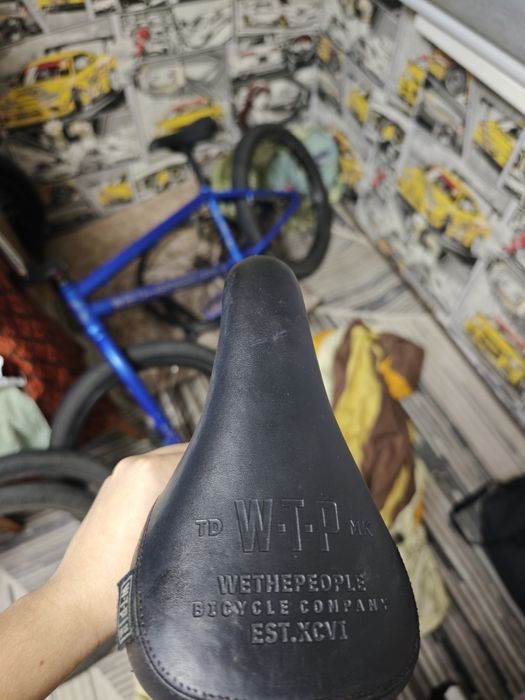 TD W·T·P MK
WETHEPEOPLE
BICYCLE COMPANY
EST.XCVI